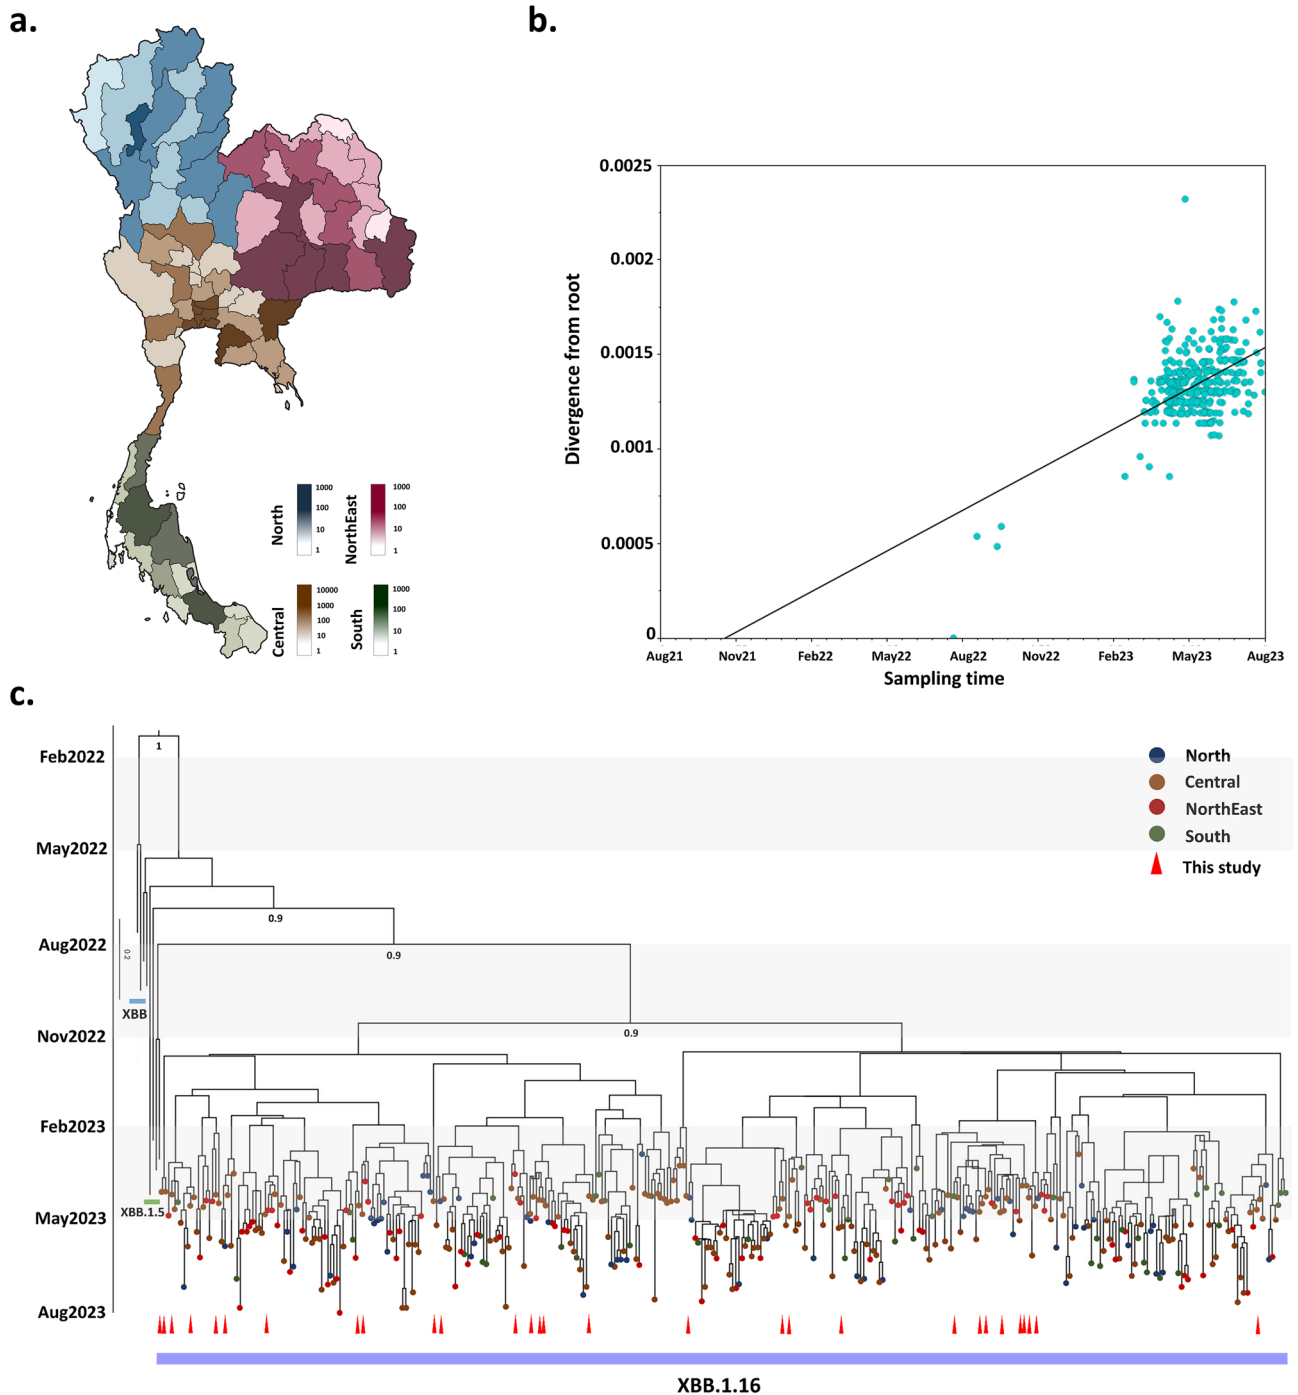 a.
b.
North
1000
100
10
1
NorthEast
1000
100
10
1
Central
10000
1000
100
10
1
South
1000
100
10
1
Divergence from root
0.0025
0.002
0.0015
0.001
0.0005
0
Aug21 Nov21 Feb22 May22 Aug22 Nov22 Feb23 May23 Aug23
Sampling time
c.
Feb2022
May2022
Aug2022
Nov2022
Feb2023
May2023
Aug2023
1
0.9
0.9
0.9
0.2
XBB
XBB.1.5
North
Central
NorthEast
South
This study
XBB.1.16